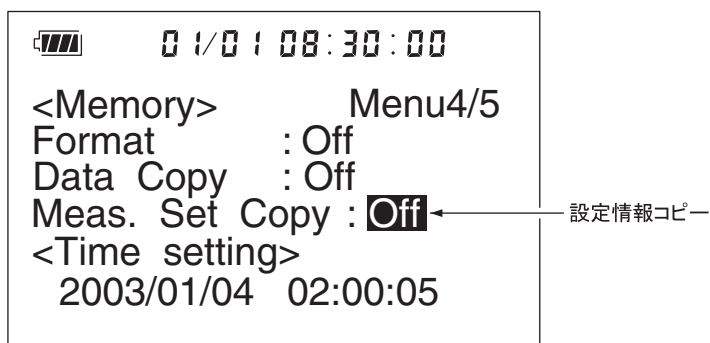 01/01 08:30:00
<Memory> Menu4/5
Format : Off
Data Copy : Off
Meas. Set Copy : Off
設定情報コピー
<Time setting>
2003/01/04 02:00:05